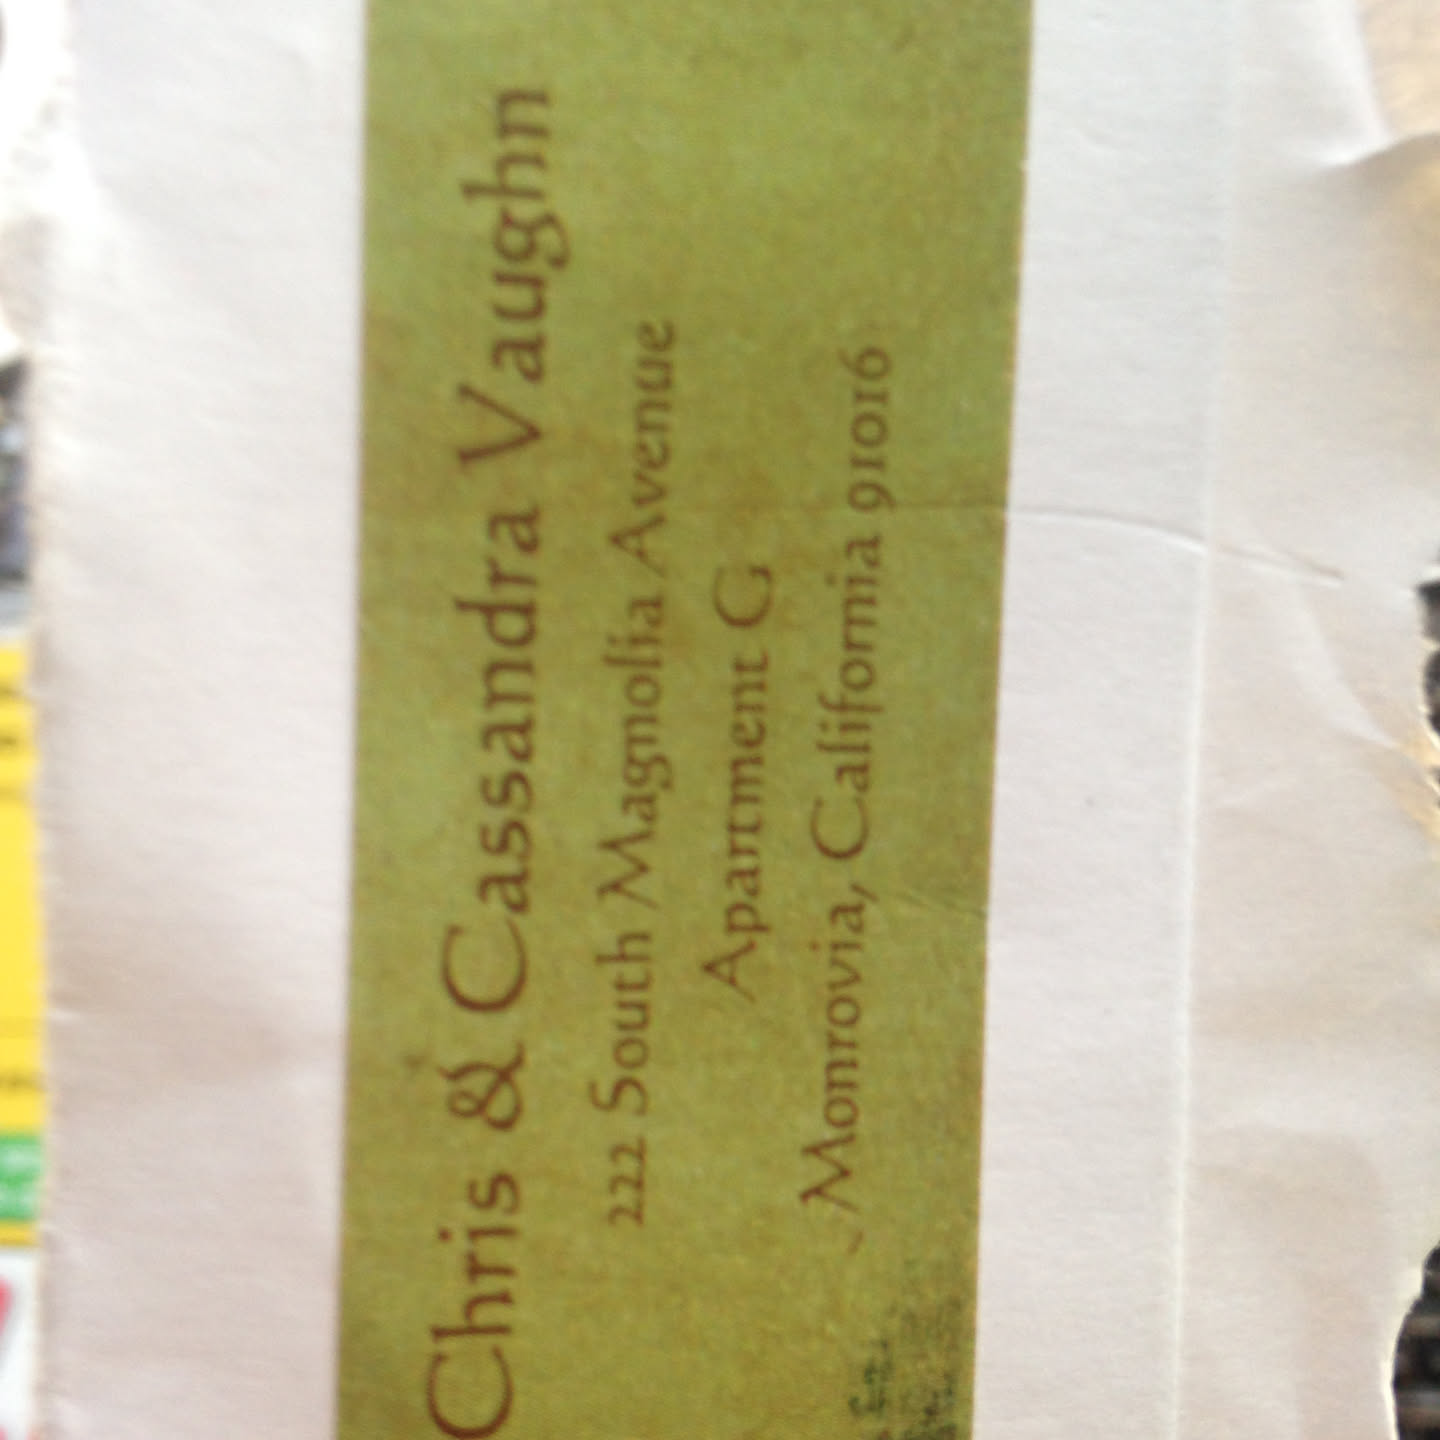 Chris & Cassandra Vaughn
222 South Magnolia Avenue
Apartment G
Monrovia, California 91016